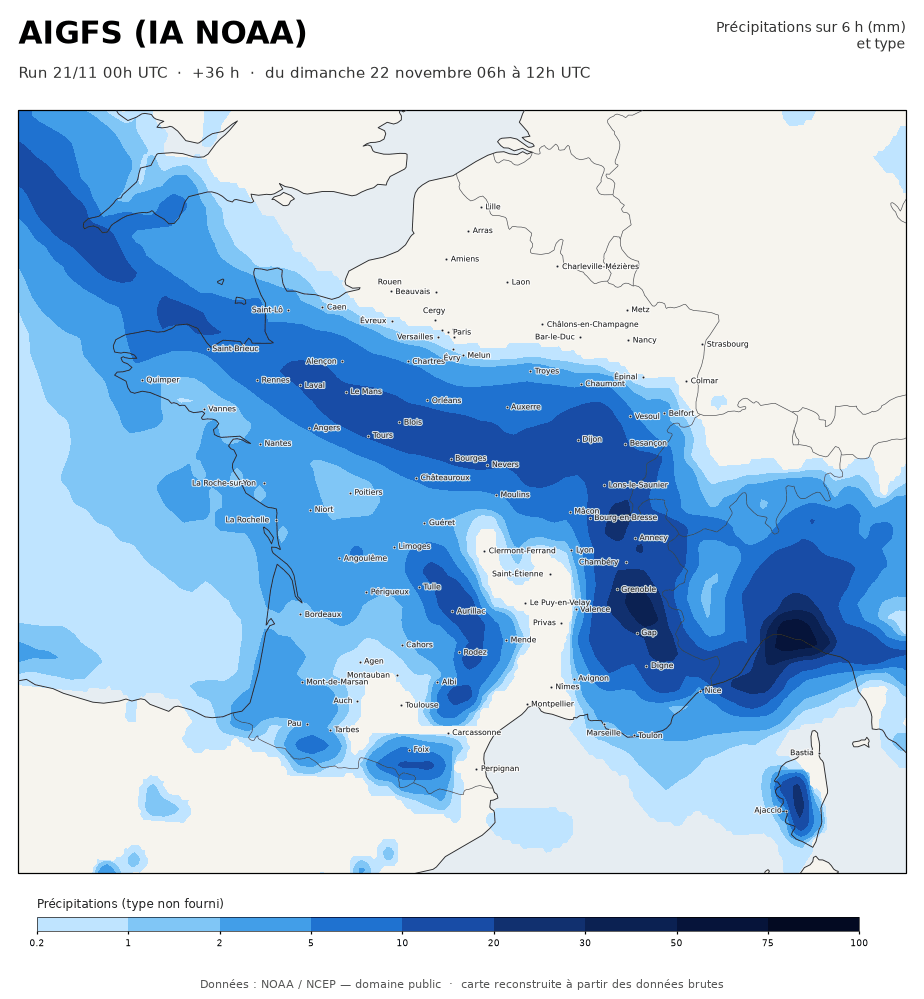 AIGFS (IA NOAA)
Précipitations sur 6 h (mm)
et type
Run 21/11 00h UTC · +36 h · du dimanche 22 novembre 06h à 12h UTC
Lille
Arras
Amiens
Charleville-Mézières
Rouen
Beauvais
Laon
Saint-Lô
Caen
Cergy
Metz
Évreux
Châlons-en-Champagne
Versailles
Paris
Bar-le-Duc
Nancy
Strasbourg
Saint-Brieuc
Alençon
Chartres
Évry
Melun
Troyes
Épinal
Quimper
Rennes
Laval
Le Mans
Chaumont
Colmar
Orléans
Vannes
Auxerre
Vesoul
Belfort
Blois
Angers
Tours
Nantes
Dijon
Besançon
Bourges
Nevers
La Roche-sur-Yon
Châteauroux
Lons-le-Saunier
Poitiers
Moulins
Niort
Mâcon
La Rochelle
Guéret
Bourg-en-Bresse
Annecy
Limoges
Clermont-Ferrand
Lyon
Angoulême
Chambéry
Saint-Étienne
Périgueux
Tulle
Grenoble
Bordeaux
Aurillac
Le Puy-en-Velay
Valence
Privas
Cahors
Mende
Gap
Rodez
Agen
Digne
Montauban
Mont-de-Marsan
Albi
Avignon
Nîmes
Nice
Auch
Toulouse
Montpellier
Pau
Tarbes
Carcassonne
Marseille
Toulon
Foix
Bastia
Perpignan
Ajaccio
Précipitations (type non fourni)
0.2 1 2 5 10 20 30 50 75 100
Données : NOAA / NCEP — domaine public · carte reconstruite à partir des données brutes